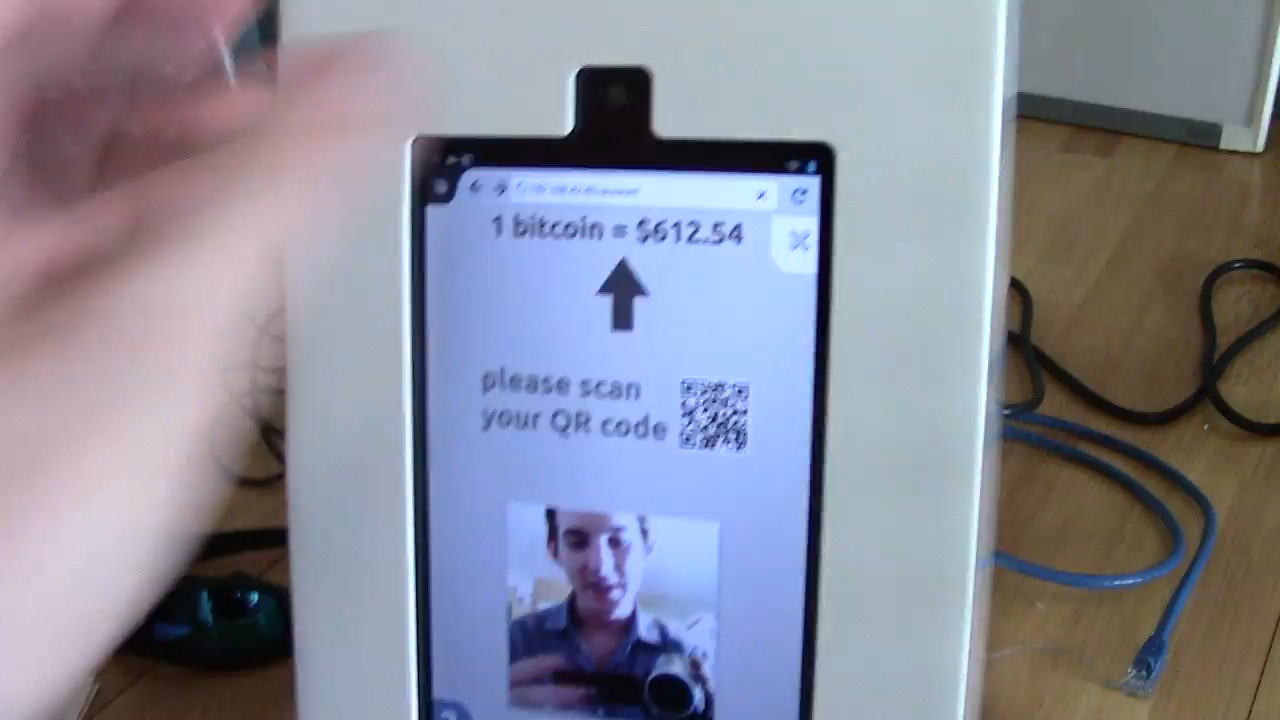 1 bitcoin = $612.54
please scan
your QR code